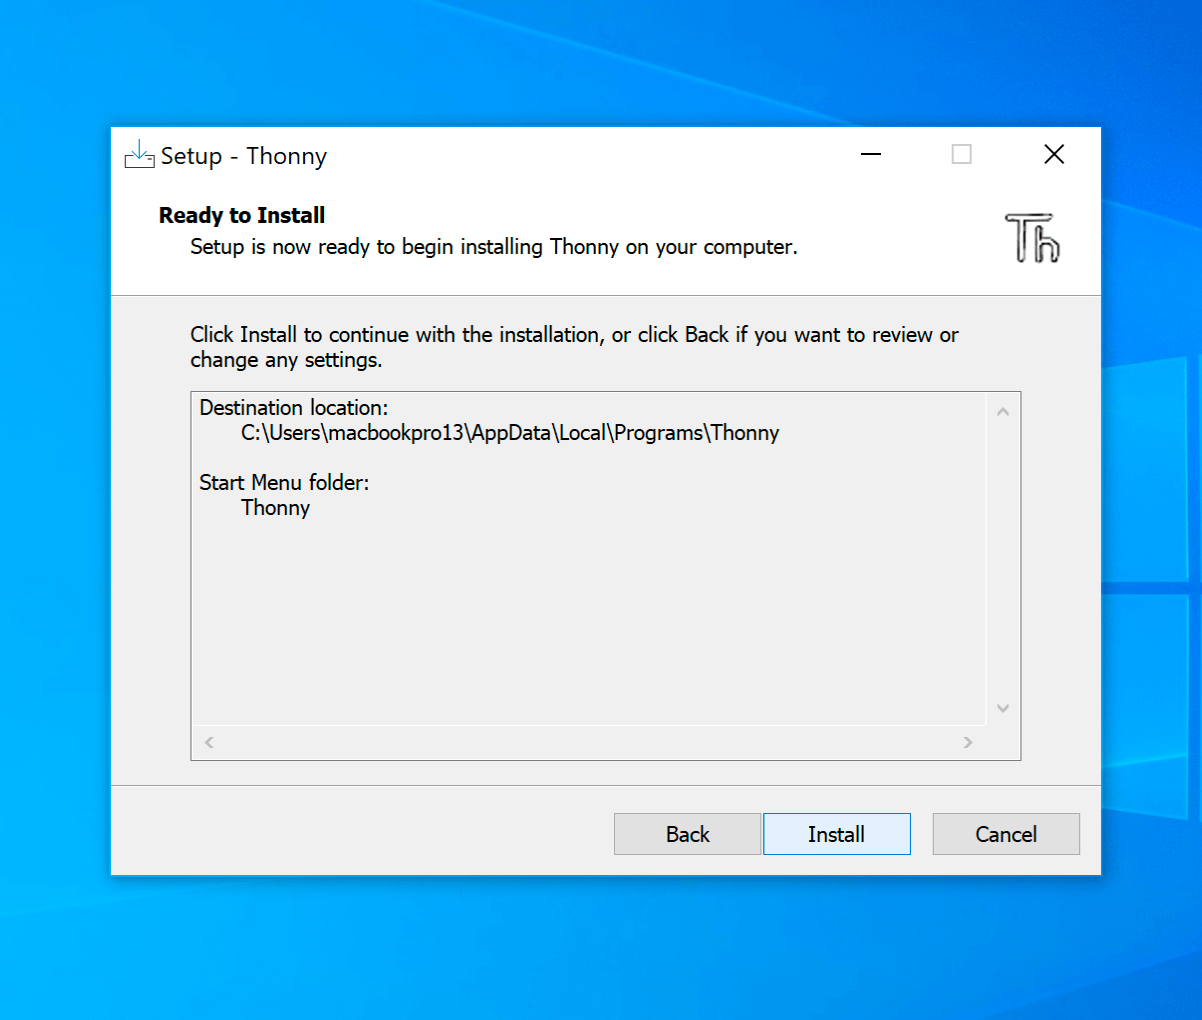 Setup - Thonny
Ready to Install
Setup is now ready to begin installing Thonny on your computer.
Th
Click Install to continue with the installation, or click Back if you want to review or
change any settings.
Destination location:
C:\Users\macbookpro13\AppData\Local\Programs\Thonny
Start Menu folder:
Thonny
Back
Install
Cancel